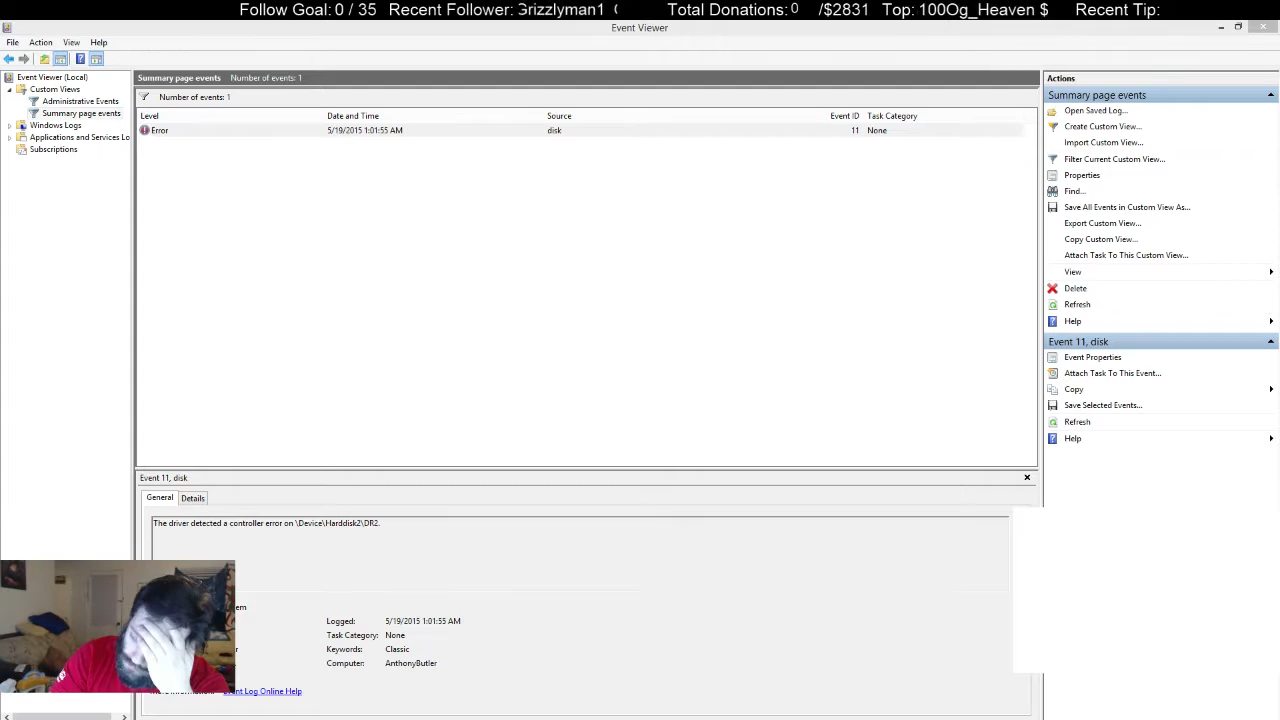 Follow Goal: 0 / 35 Recent Follower: Grizzlyman1 Total Donations: 0 /$2831 Top: 100Og_Heaven $ Recent Tip:
Event Viewer
File Action View Help
Event Viewer (Local)
Custom Views
Administrative Events
Summary page events
Windows Logs
Applications and Services Lo
Subscriptions
Summary page events Number of events: 1
Number of events: 1
Level Date and Time Source Event ID Task Category
Error 5/19/2015 1:01:55 AM disk 11 None
Event 11, disk
General Details
The driver detected a controller error on \Device\Harddisk2\DR2.
Logged: 5/19/2015 1:01:55 AM
Task Category: None
Keywords: Classic
Computer: AnthonyButler
Event Log Online Help
Actions
Summary page events
Open Saved Log...
Create Custom View...
Import Custom View...
Filter Current Custom View...
Properties
Find...
Save All Events in Custom View As...
Export Custom View...
Copy Custom View...
Attach Task To This Custom View...
View
Delete
Refresh
Help
Event 11, disk
Event Properties
Attach Task To This Event...
Copy
Save Selected Events...
Refresh
Help